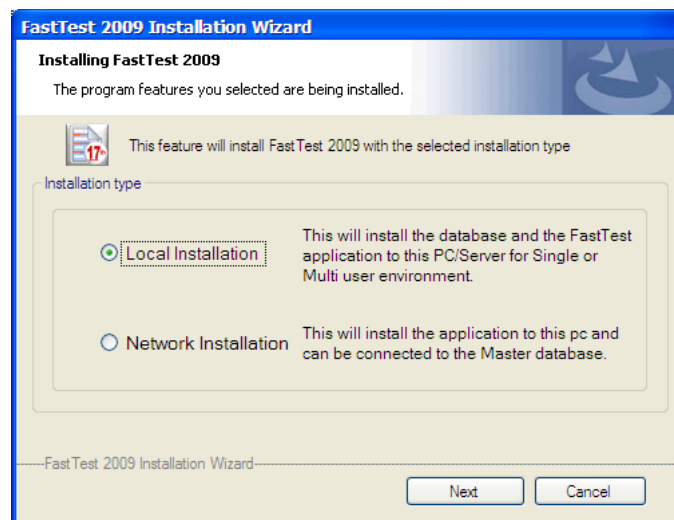 FastTest 2009 Installation Wizard
Installing FastTest 2009
The program features you selected are being installed.
17+
This feature will install FastTest 2009 with the selected installation type
Installation type
Local Installation
This will install the database and the FastTest
application to this PC/Server for Single or
Multi user environment.
Network Installation
This will install the application to this pc and
can be connected to the Master database.
FastTest 2009 Installation Wizard
Next
Cancel